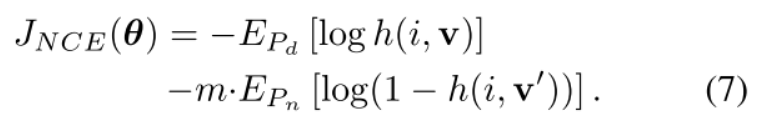 J_{NCE}(θ) = −E_{P_d} [log h(i, v)]
−m·E_{P_n} [log(1 − h(i, v′))] . (7)